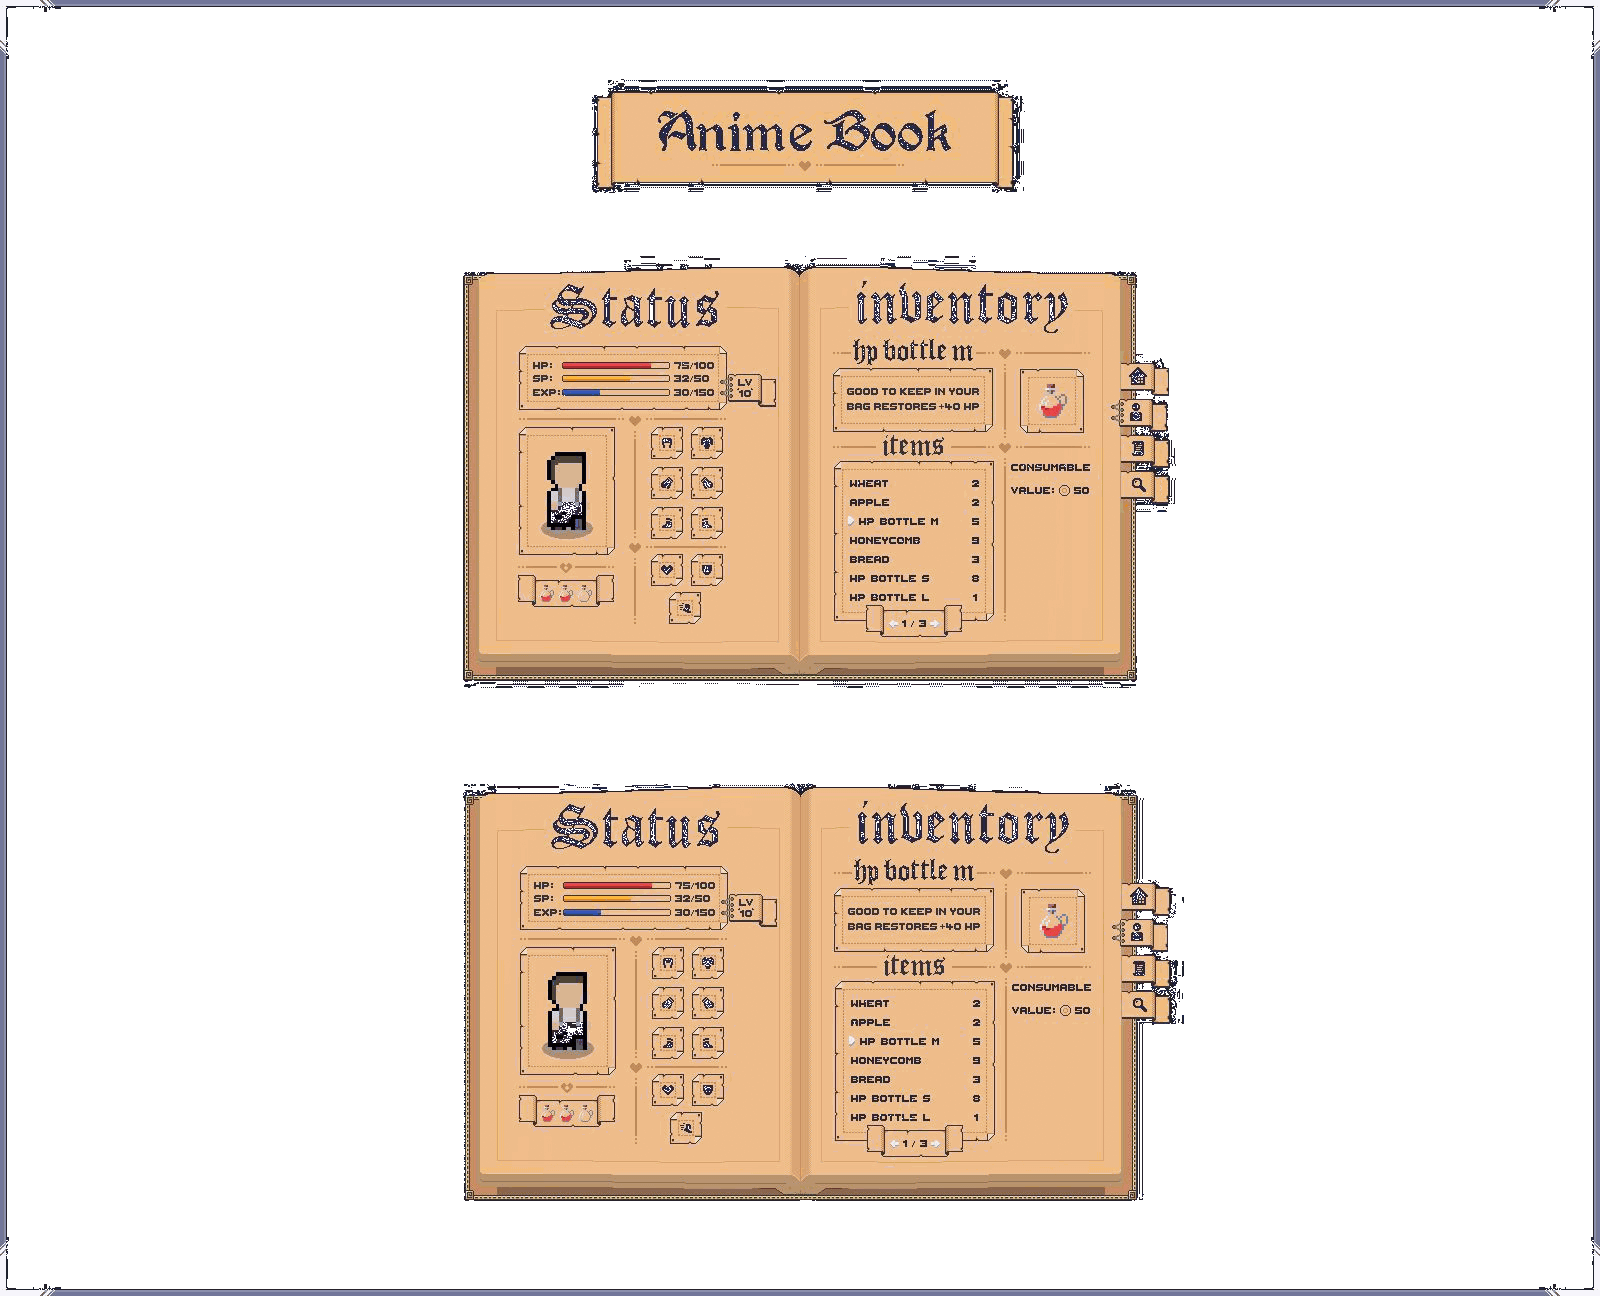 Anime Book
Status
HP: 75/100
SP: 32/50
EXP: 30/150
LV
10
inventory
hp bottle m
GOOD TO KEEP IN YOUR
BAG RESTORES +40 HP
items
WHEAT 2
APPLE 2
HP BOTTLE M 5
HONEYCOMB 9
BREAD 3
HP BOTTLE S 8
HP BOTTLE L 1
1 / 3
CONSUMABLE
VALUE: 50
Status
HP: 75/100
SP: 32/50
EXP: 30/150
LV
10
inventory
hp bottle m
GOOD TO KEEP IN YOUR
BAG RESTORES +40 HP
items
WHEAT 2
APPLE 2
HP BOTTLE M 5
HONEYCOMB 9
BREAD 3
HP BOTTLE S 8
HP BOTTLE L 1
1 / 3
CONSUMABLE
VALUE: 50